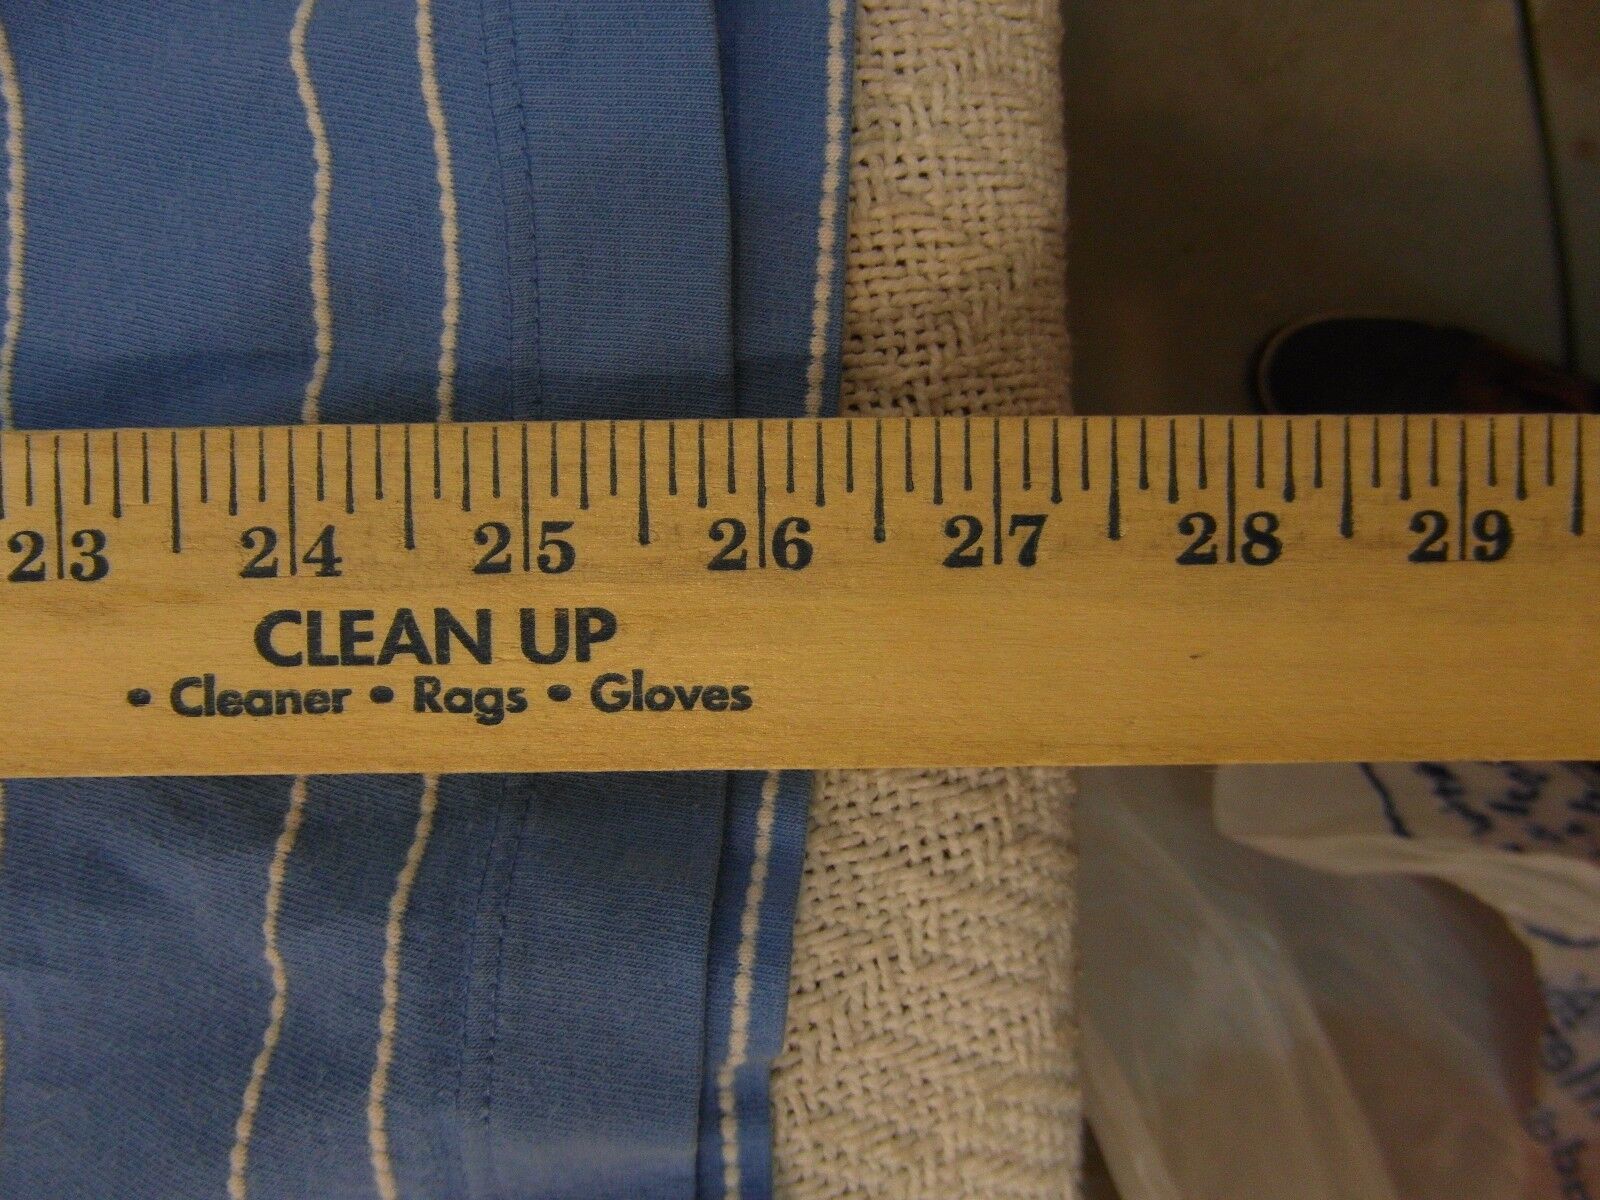 23 24 25 26 27 28 29
CLEAN UP
• Cleaner • Rags • Gloves